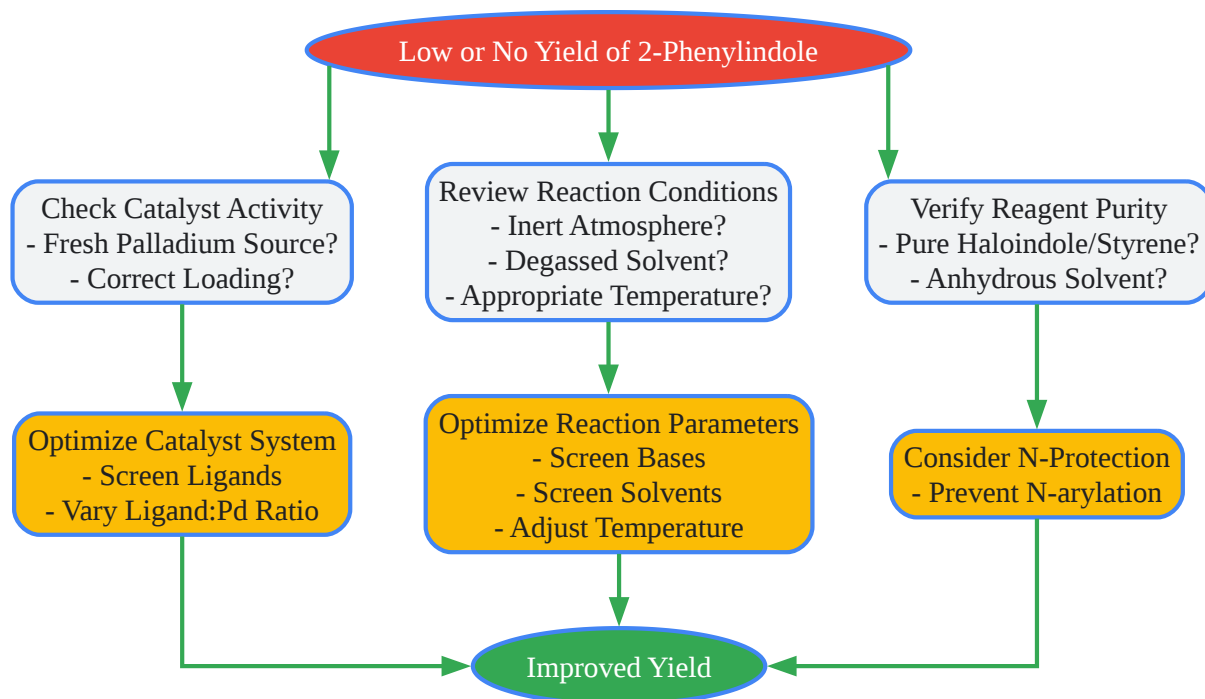 Low or No Yield of 2-Phenylindole
Check Catalyst Activity
- Fresh Palladium Source?
- Correct Loading?
Review Reaction Conditions
- Inert Atmosphere?
- Degassed Solvent?
- Appropriate Temperature?
Verify Reagent Purity
- Pure Haloindole/Styrene?
- Anhydrous Solvent?
Optimize Catalyst System
- Screen Ligands
- Vary Ligand:Pd Ratio
Optimize Reaction Parameters
- Screen Bases
- Screen Solvents
- Adjust Temperature
Consider N-Protection
- Prevent N-arylation
Improved Yield